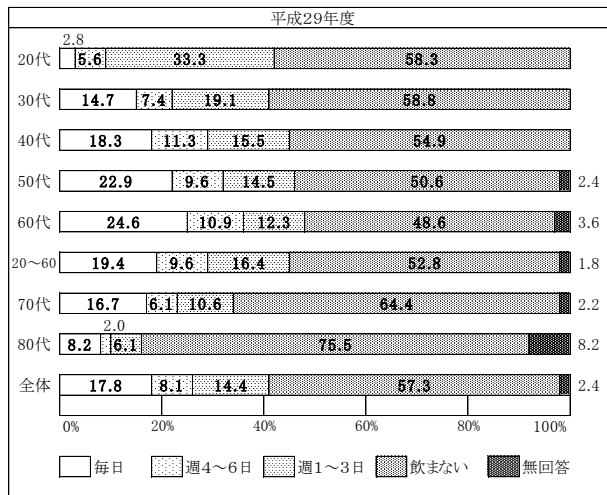 平成29年度
2.8
20代 5.6 33.3 58.3
30代 14.7 7.4 19.1 58.8
40代 18.3 11.3 15.5 54.9
50代 22.9 9.6 14.5 50.6 2.4
60代 24.6 10.9 12.3 48.6 3.6
20～60 19.4 9.6 16.4 52.8 1.8
70代 16.7 6.1 10.6 64.4 2.2
2.0
80代 8.2 6.1 75.5 8.2
全体 17.8 8.1 14.4 57.3 2.4
0% 20% 40% 60% 80% 100%
毎日 週4～6日 週1～3日 飲まない 無回答